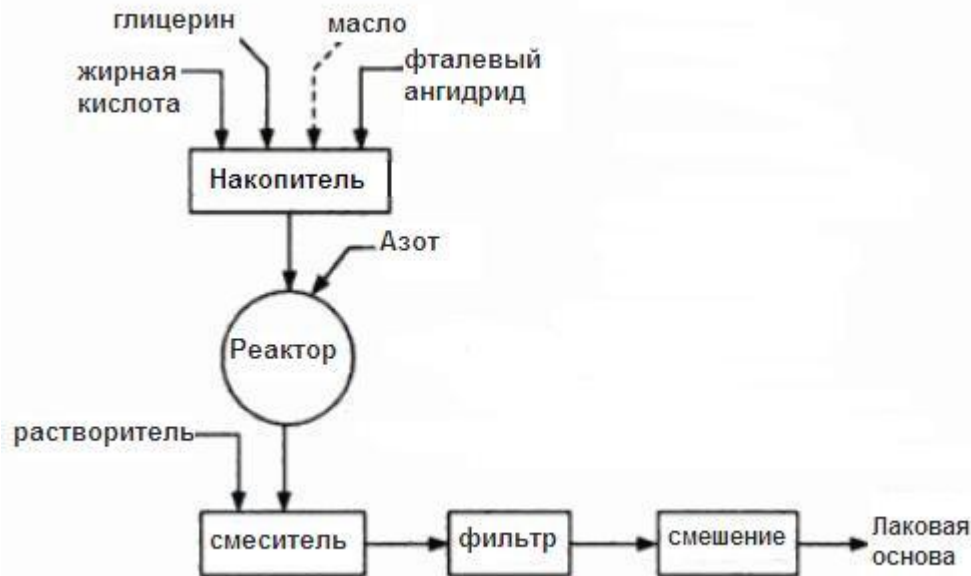 глицерин
масло
жирная
кислота
фталевый
ангидрид
Накопитель
Азот
Реактор
растворитель
смеситель
фильтр
смешение
Лаковая
основа